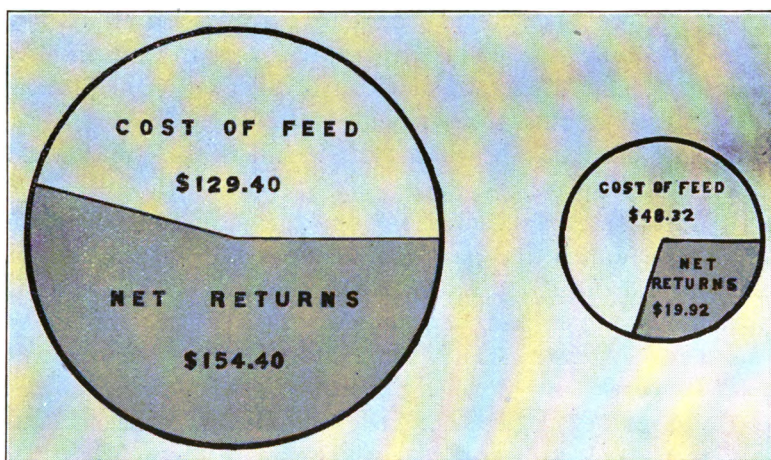 COST OF FEED
$129.40
NET RETURNS
$154.40
COST OF FEED
$48.32
NET
RETURNS
$19.92